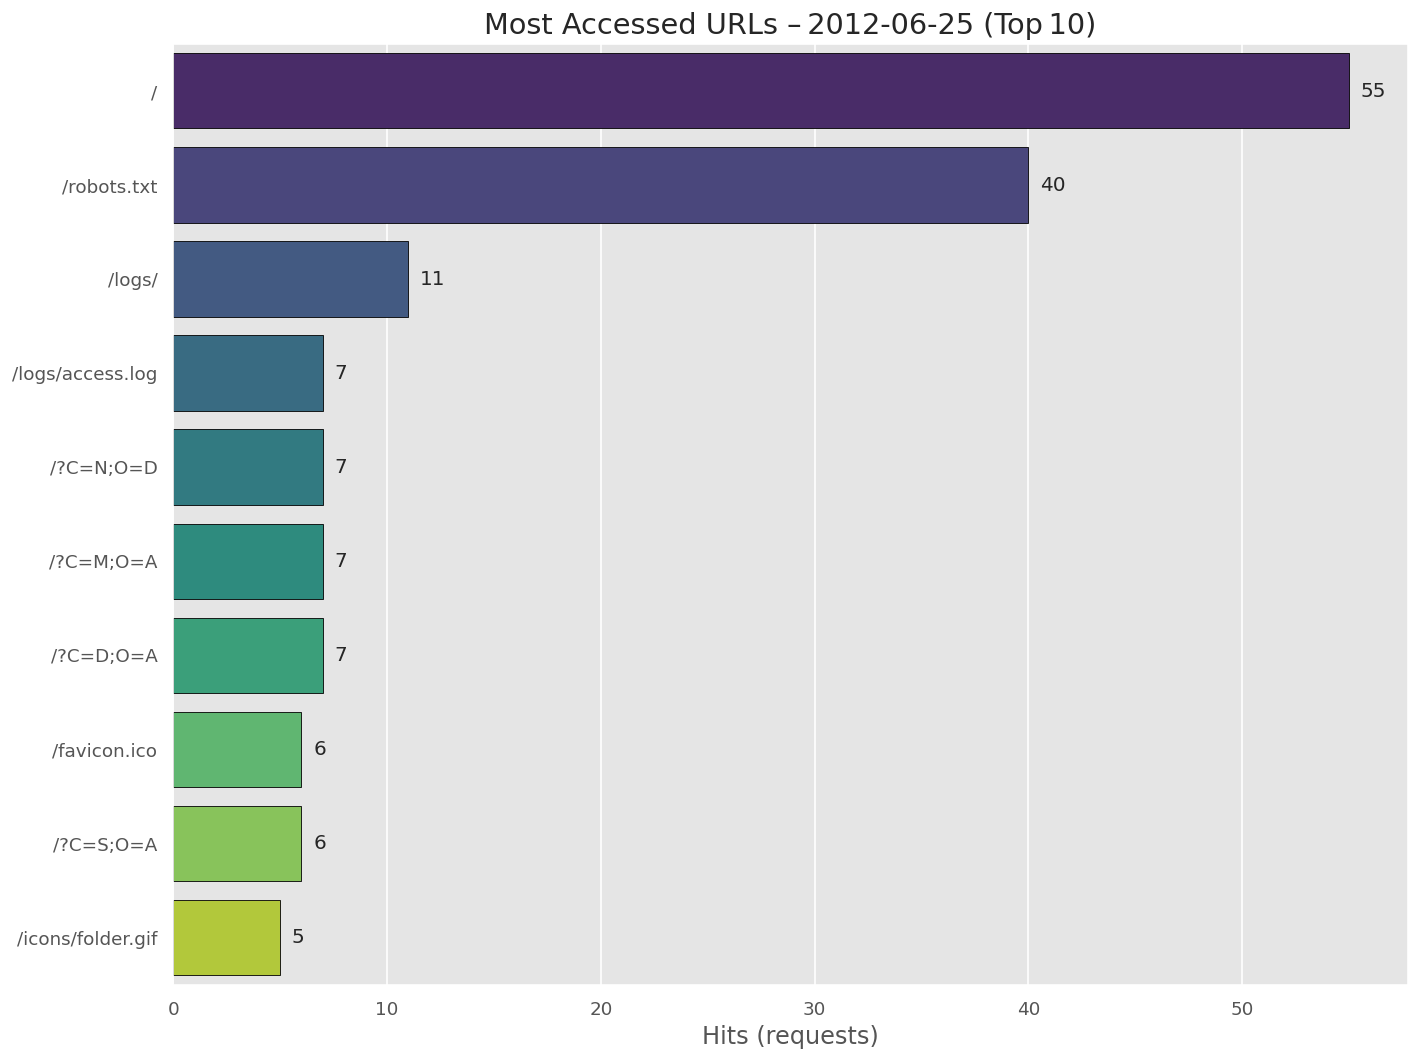 Most Accessed URLs – 2012-06-25 (Top 10)
/ 55
/robots.txt 40
/logs/ 11
/logs/access.log 7
/?C=N;O=D 7
/?C=M;O=A 7
/?C=D;O=A 7
/favicon.ico 6
/?C=S;O=A 6
/icons/folder.gif 5
0 10 20 30 40 50
Hits (requests)